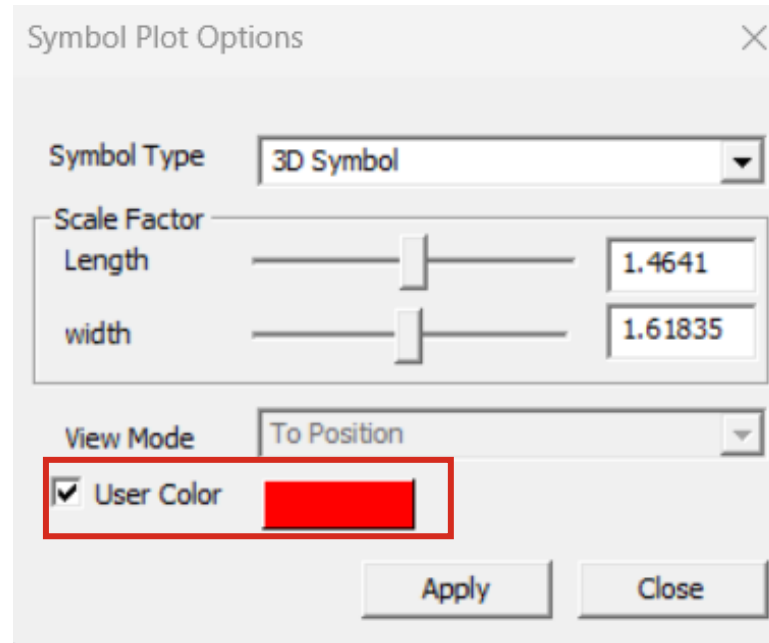 Symbol Plot Options
Symbol Type 3D Symbol
Scale Factor
Length 1.4641
width 1.61835
View Mode To Position
User Color
Apply Close